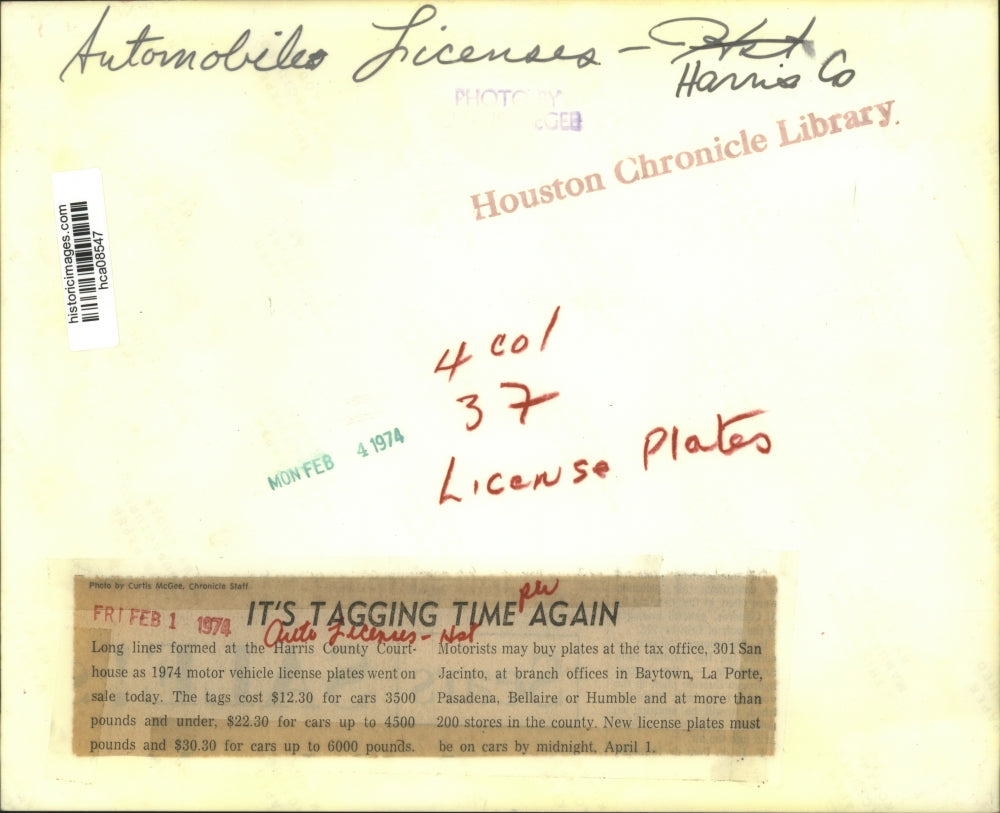 Automobiles Licenses – Hst
Harris Co
PHOTO BY
GEE
Houston Chronicle Library.
historicimages.com
hca08547
4 col
37
License Plates
MON FEB 4 1974
Photo by Curtis McGee, Chronicle Staff
FRI FEB 1 1974
IT'S TAGGING TIME AGAIN
Auto Licenses - Hst
Long lines formed at the Harris County Court-
house as 1974 motor vehicle license plates went on
sale today. The tags cost $12.30 for cars 3500
pounds and under, $22.30 for cars up to 4500
pounds and $30.30 for cars up to 6000 pounds.
Motorists may buy plates at the tax office, 301 San
Jacinto, at branch offices in Baytown, La Porte,
Pasadena, Bellaire or Humble and at more than
200 stores in the county. New license plates must
be on cars by midnight, April 1.